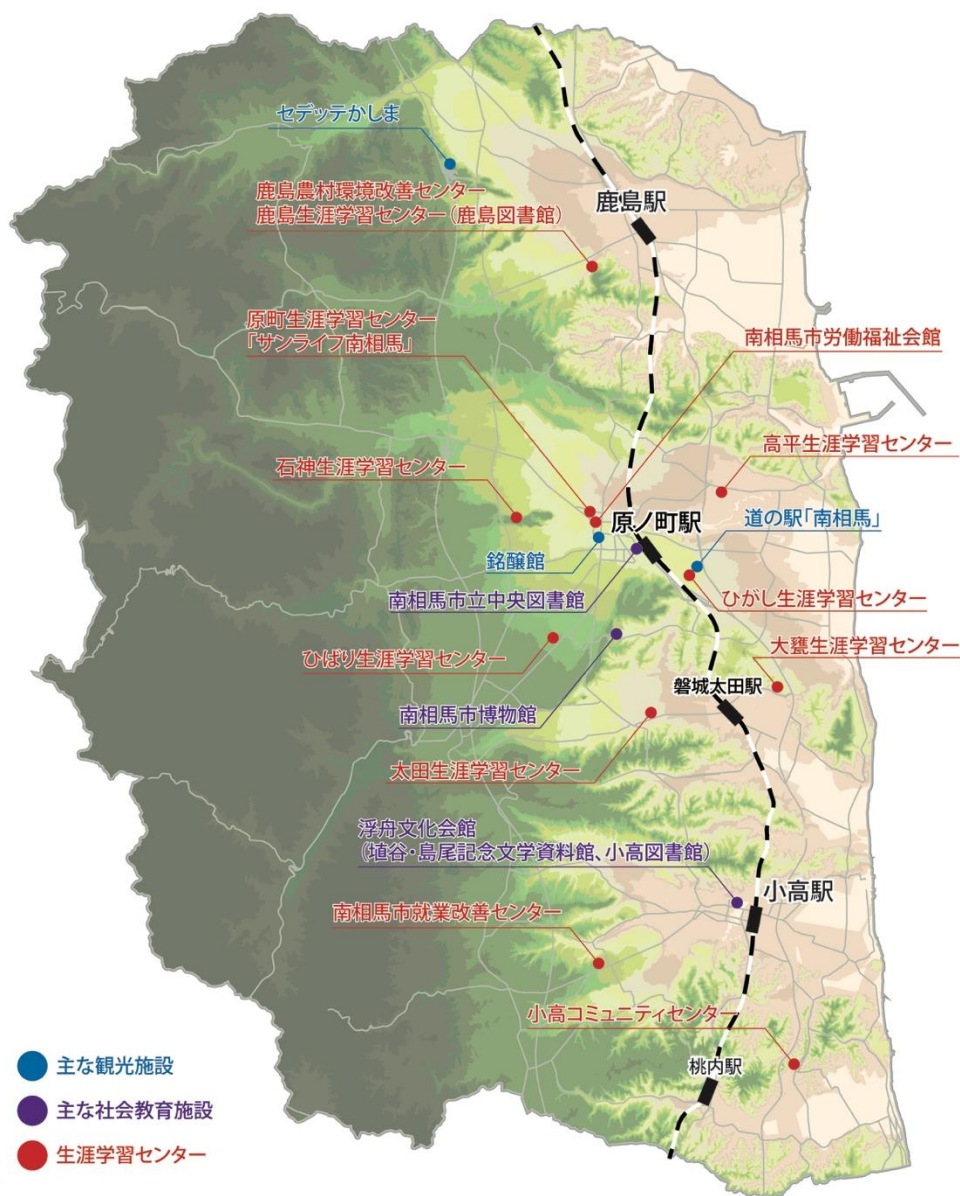 セデッテかしま
鹿島農村環境改善センター
鹿島生涯学習センター（鹿島図書館）
鹿島駅
原町生涯学習センター
「サンライフ南相馬」
南相馬市労働福祉会館
石神生涯学習センター
高平生涯学習センター
原ノ町駅
道の駅「南相馬」
銘醸館
南相馬市立中央図書館
ひがし生涯学習センター
ひばり生涯学習センター
大甕生涯学習センター
磐城太田駅
南相馬市博物館
太田生涯学習センター
浮舟文化会館
（埴谷・島尾記念文学資料館、小高図書館）
小高駅
南相馬市就業改善センター
小高コミュニティセンター
桃内駅
主な観光施設
主な社会教育施設
生涯学習センター